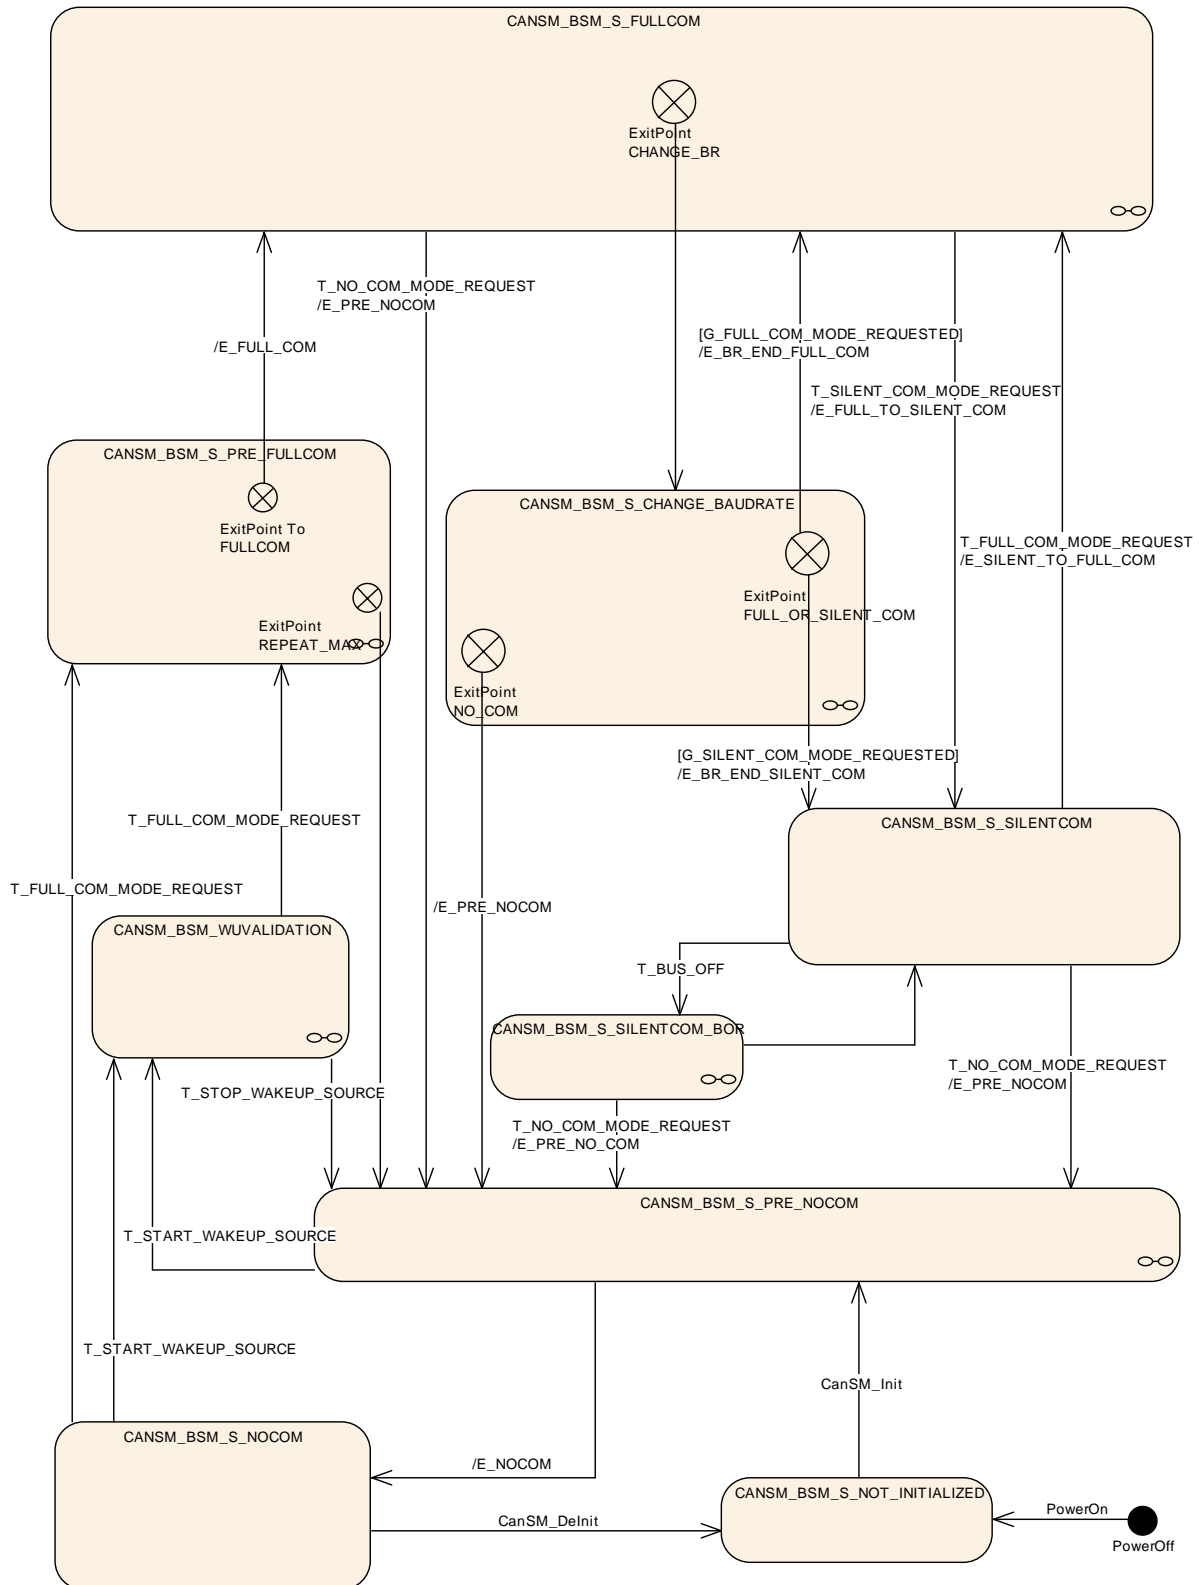 CANSM_BSM_S_FULLCOM
ExitPoint
CHANGE_BR
T_NO_COM_MODE_REQUEST
/E_PRE_NOCOM
[G_FULL_COM_MODE_REQUESTED]
/E_BR_END_FULL_COM
/E_FULL_COM
T_SILENT_COM_MODE_REQUEST
/E_FULL_TO_SILENT_COM
CANSM_BSM_S_PRE_FULLCOM
ExitPoint To
FULLCOM
ExitPoint
REPEAT_MAX
CANSM_BSM_S_CHANGE_BAUDRATE
ExitPoint
FULL_OR_SILENT_COM
ExitPoint
NO_COM
T_FULL_COM_MODE_REQUEST
/E_SILENT_TO_FULL_COM
[G_SILENT_COM_MODE_REQUESTED]
/E_BR_END_SILENT_COM
T_FULL_COM_MODE_REQUEST
CANSM_BSM_S_SILENTCOM
T_FULL_COM_MODE_REQUEST
/E_PRE_NOCOM
CANSM_BSM_WUVALIDATION
T_BUS_OFF
CANSM_BSM_S_SILENTCOM_BOR
T_NO_COM_MODE_REQUEST
/E_PRE_NOCOM
T_STOP_WAKEUP_SOURCE
T_NO_COM_MODE_REQUEST
/E_PRE_NO_COM
CANSM_BSM_S_PRE_NOCOM
T_START_WAKEUP_SOURCE
T_START_WAKEUP_SOURCE
CanSM_Init
CANSM_BSM_S_NOCOM
/E_NOCOM
CANSM_BSM_S_NOT_INITIALIZED
CanSM_DeInit
PowerOn
PowerOff